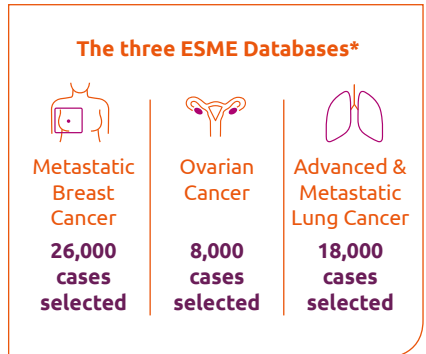 The three ESME Databases*
Metastatic
Breast
Cancer
26,000
cases
selected
Ovarian
Cancer
8,000
cases
selected
Advanced &
Metastatic
Lung Cancer
18,000
cases
selected